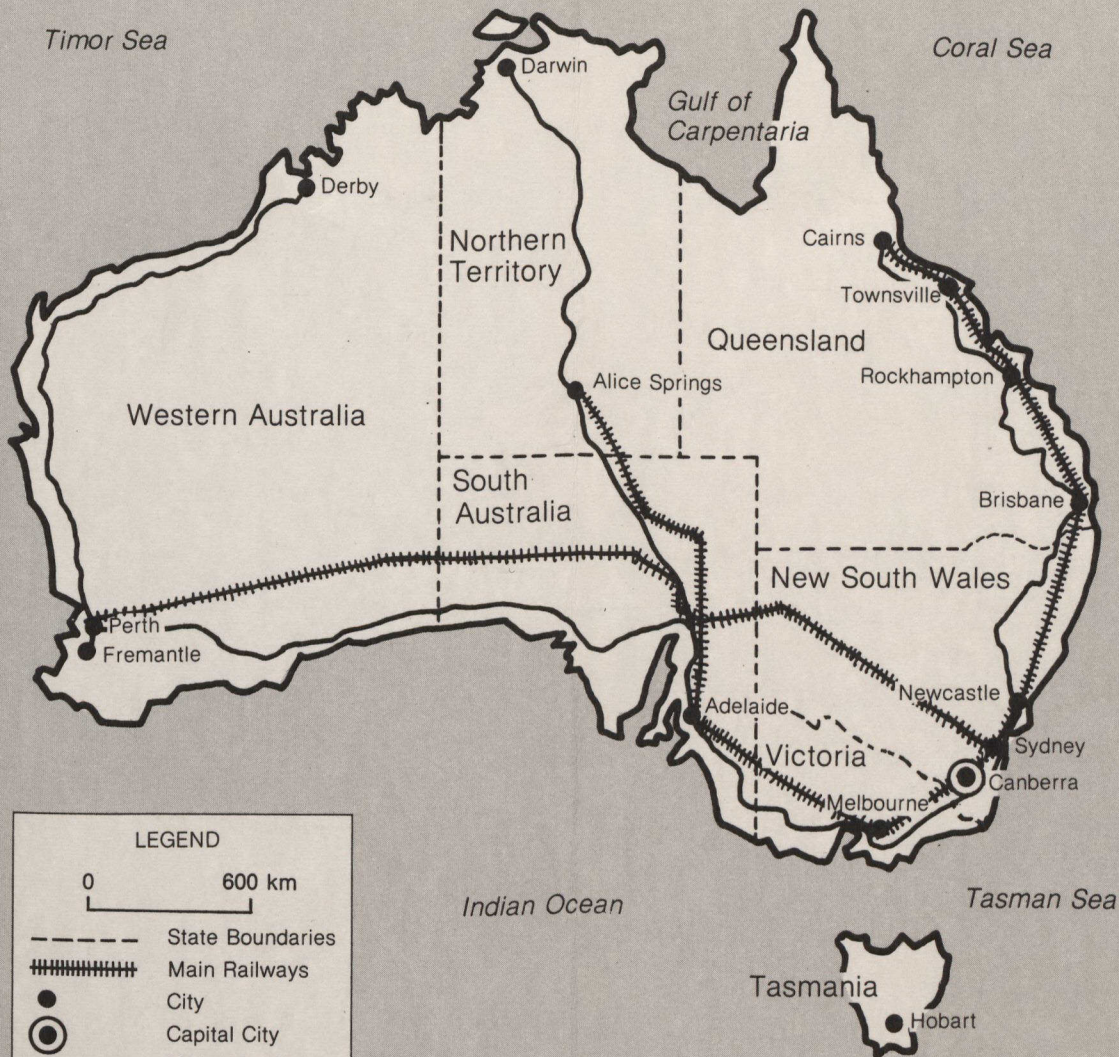 Timor Sea
Coral Sea
Darwin
Gulf of
Carpentaria
Derby
Northern
Territory
Cairns
Townsville
Queensland
Alice Springs
Rockhampton
Western Australia
South
Australia
Brisbane
New South Wales
Perth
Fremantle
Newcastle
Adelaide
Sydney
Victoria
Canberra
Melbourne
LEGEND
0 600 km
State Boundaries
Main Railways
City
Capital City
Indian Ocean
Tasman Sea
Tasmania
Hobart